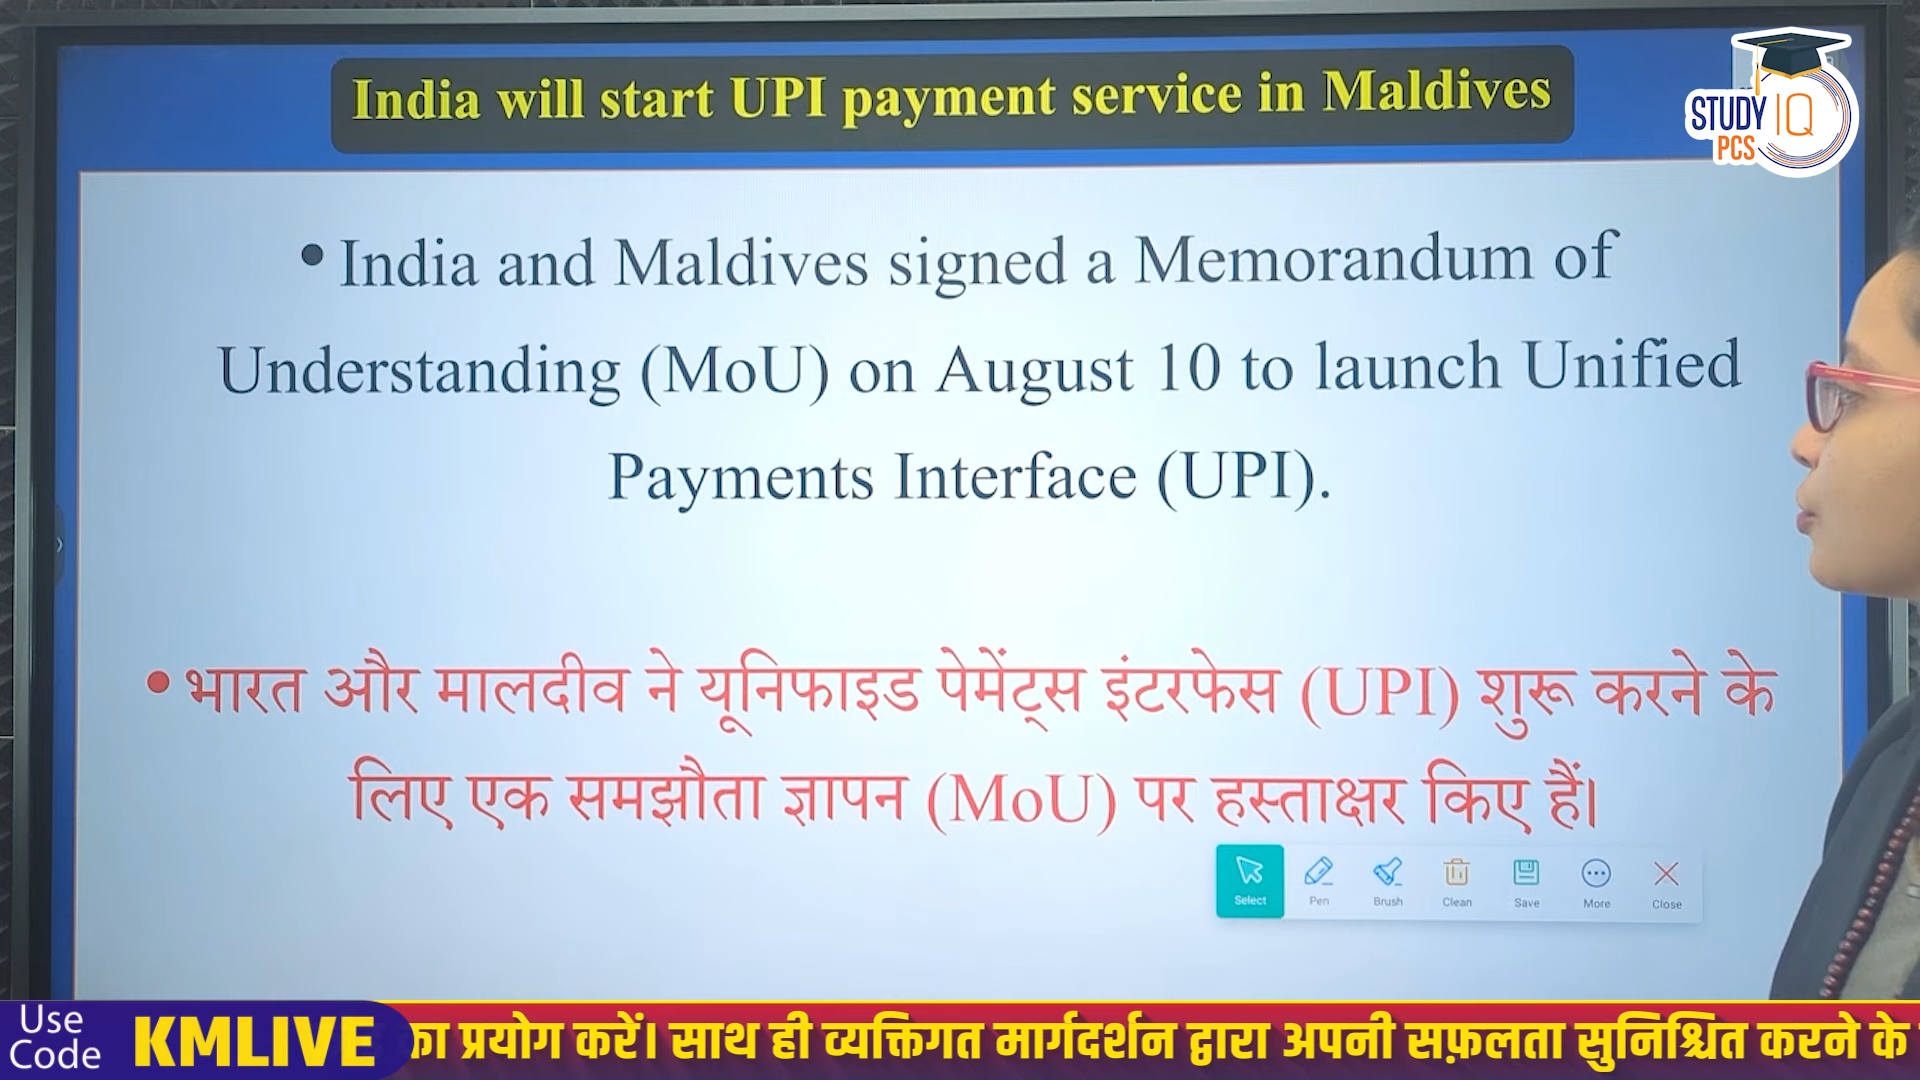 India will start UPI payment service in Maldives
STUDY IQ
PCS
• India and Maldives signed a Memorandum of
Understanding (MoU) on August 10 to launch Unified
Payments Interface (UPI).
• भारत और मालदीव ने यूनिफाइड पेमेंट्स इंटरफेस (UPI) शुरू करने के
लिए एक समझौता ज्ञापन (MoU) पर हस्ताक्षर किए हैं।
Select Pen Brush Clean Save More Close
Use
Code
KMLIVE
का प्रयोग करें। साथ ही व्यक्तिगत मार्गदर्शन द्वारा अपनी सफ़लता सुनिश्चित करने के